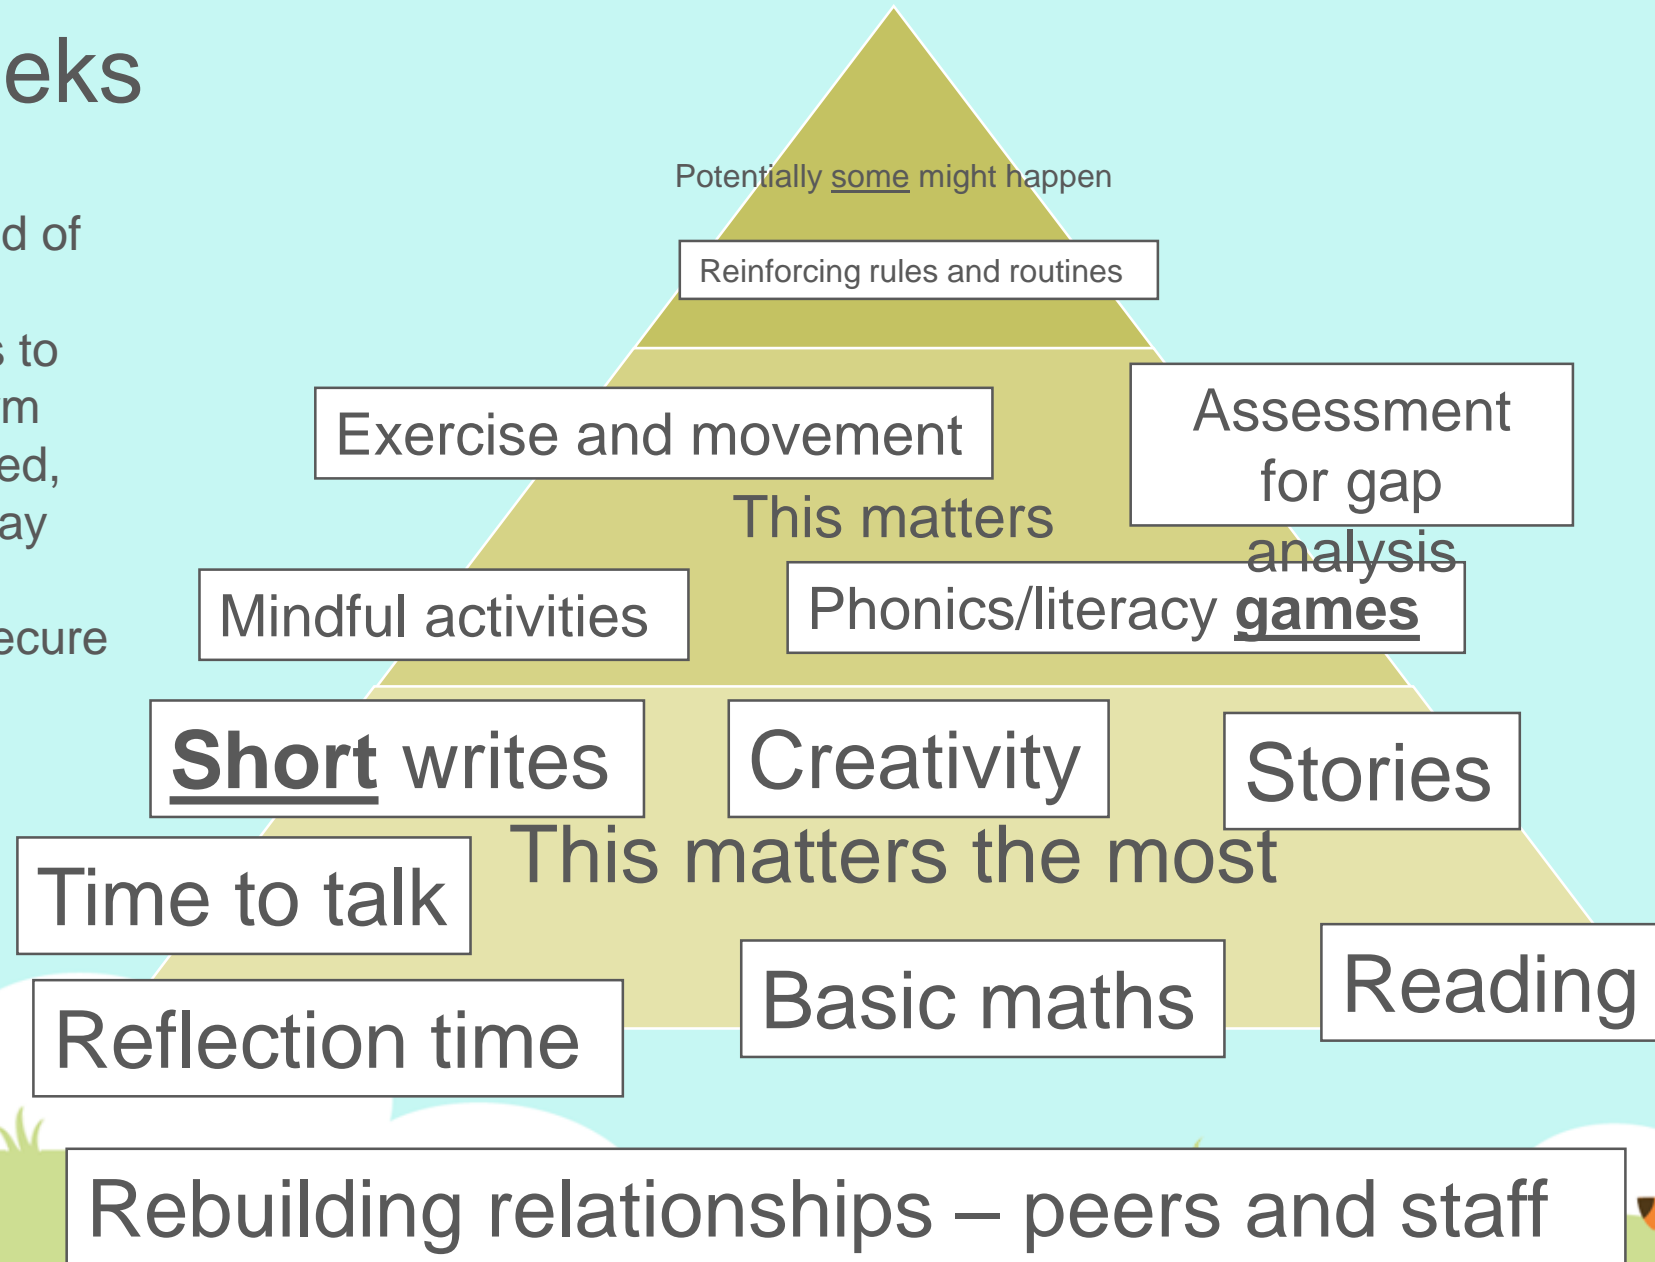 eks
d of
s to
rm
ed,
ay
ecure
Potentially some might happen
Reinforcing rules and routines
Exercise and movement
Assessment
for gap
analysis
This matters
Mindful activities
Phonics/literacy games
Short writes
Creativity
Stories
This matters the most
Time to talk
Basic maths
Reading
Reflection time
Rebuilding relationships – peers and staff